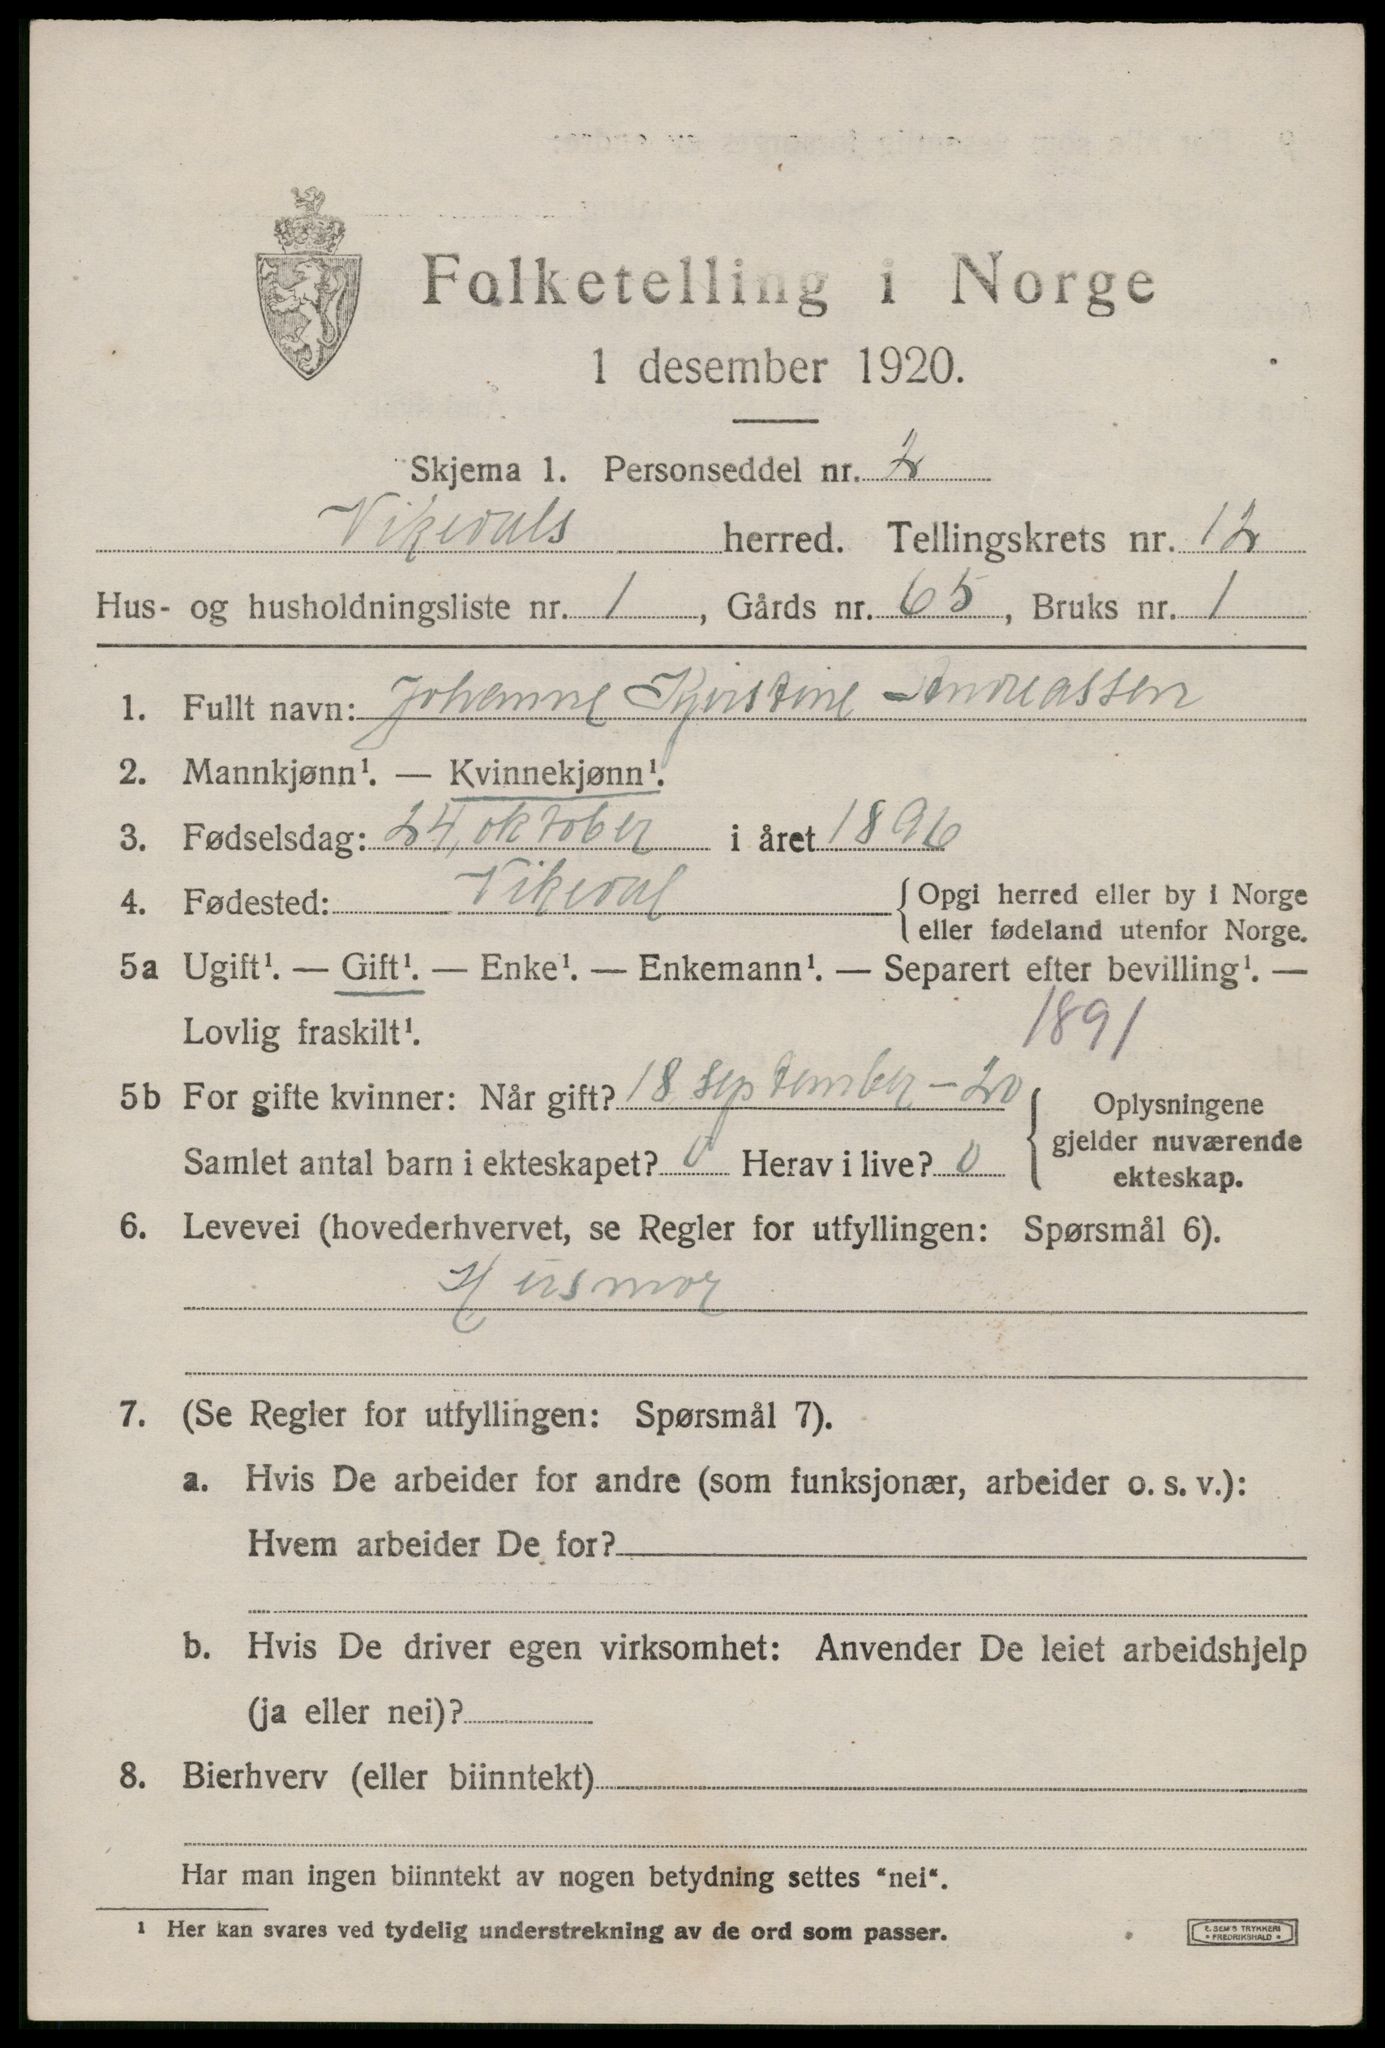 Folketelling i Norge
1 desember 1920.
Skjema 1. Personseddel nr. 2
Vikedals herred. Tellingskrets nr. 12
Hus- og husholdningsliste nr. 1, Gårds nr. 65, Bruks nr. 1
1. Fullt navn: Johanne Kjirstine Andreassen
2. Mannkjønn¹. — Kvinnekjønn¹.
3. Fødselsdag: 24, oktober i året 1896
4. Fødested: Vikedal { Opgi herred eller by i Norge
eller fødeland utenfor Norge.
5a Ugift¹. — Gift¹. — Enke¹. — Enkemann¹. — Separert efter bevilling¹. —
Lovlig fraskilt¹. 1891
5b For gifte kvinner: Når gift? 18 september - 20 { Oplysningene
gjelder nuværende
ekteskap.
Samlet antal barn i ekteskapet? 0 Herav i live? 0
6. Levevei (hovederhvervet, se Regler for utfyllingen: Spørsmål 6).
Husmor
7. (Se Regler for utfyllingen: Spørsmål 7).
a. Hvis De arbeider for andre (som funksjonær, arbeider o. s. v.):
Hvem arbeider De for?
b. Hvis De driver egen virksomhet: Anvender De leiet arbeidshjelp
(ja eller nei)?
8. Bierhverv (eller biinntekt)
Har man ingen biinntekt av nogen betydning settes “nei“.
¹ Her kan svares ved tydelig understrekning av de ord som passer.
E. SEM'S TRYKKERI
• FREDRIKSHALD •